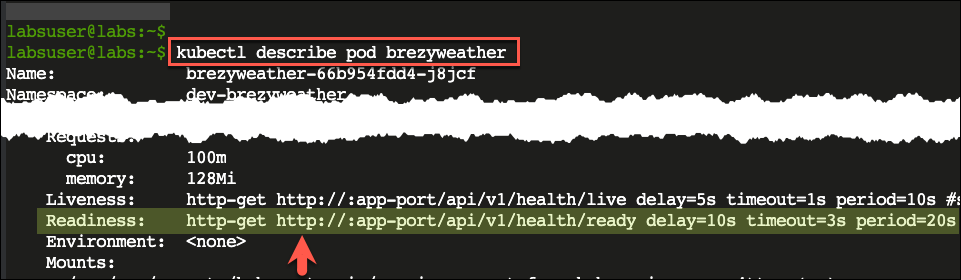 labsuser@labs:~$
labsuser@labs:~$ kubectl describe pod brezyweather
Name: brezyweather-66b954fdd4-j8jcf
Namespace: dev-brezyweather
Requests:
cpu: 100m
memory: 128Mi
Liveness: http-get http://:app-port/api/v1/health/live delay=5s timeout=1s period=10s #s
Readiness: http-get http://:app-port/api/v1/health/ready delay=10s timeout=3s period=20s
Environment: <none>
Mounts: